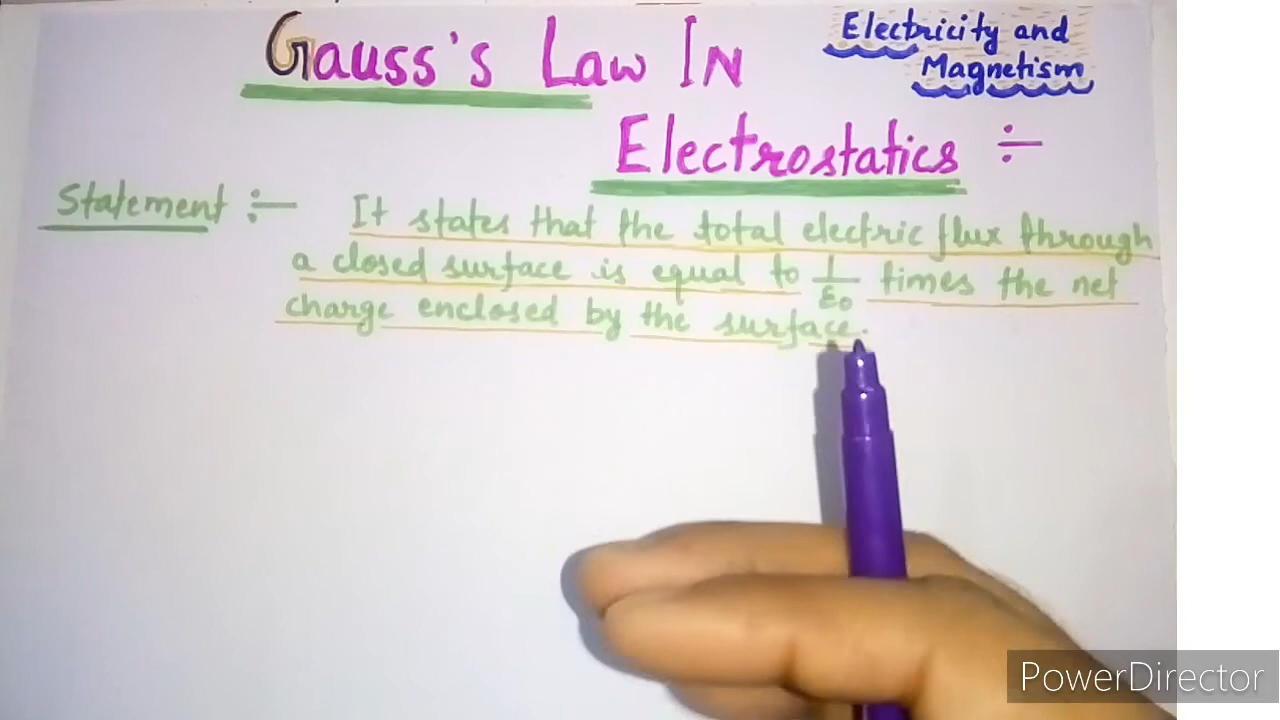 Gauss's Law IN
Electrostatics :-
Electricity and
Magnetism
Statement :- It states that the total electric flux through
a closed surface is equal to 1/ε0 times the net
charge enclosed by the surface.
PowerDirector